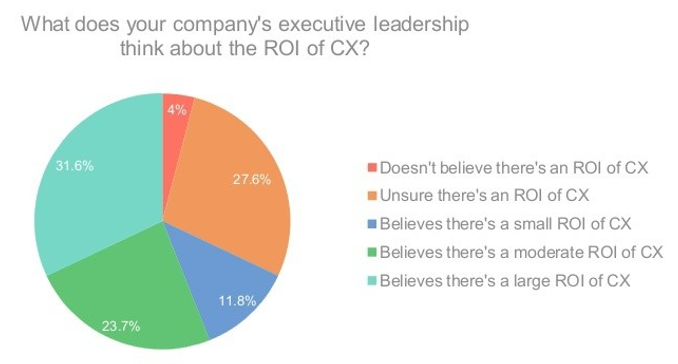 What does your company's executive leadership
think about the ROI of CX?
4%
31.6%
27.6%
11.8%
23.7%
Doesn't believe there's an ROI of CX
Unsure there's an ROI of CX
Believes there's a small ROI of CX
Believes there's a moderate ROI of CX
Believes there's a large ROI of CX